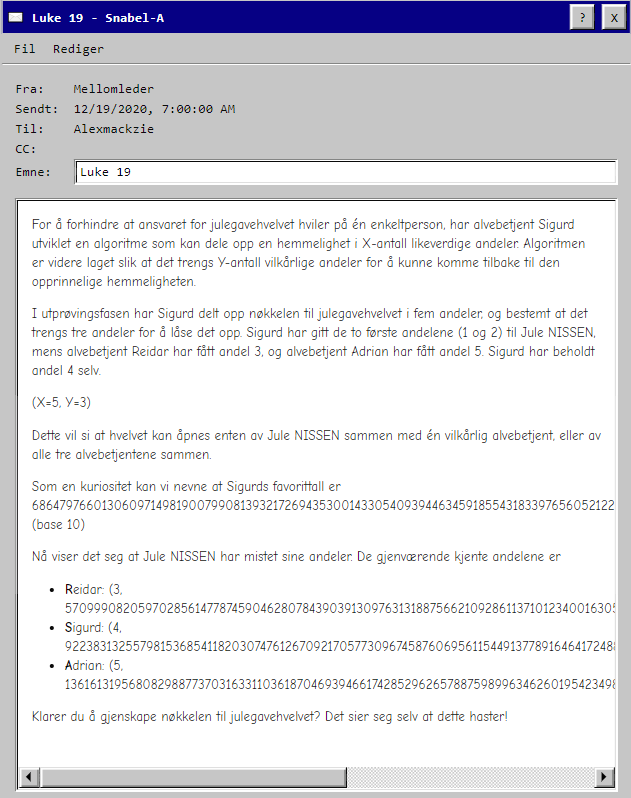 Luke 19 - Snabel-A
? X
Fil Rediger
Fra: Mellomleder
Sendt: 12/19/2020, 7:00:00 AM
Til: Alexmackzie
CC:
Emne: Luke 19
For å forhindre at ansvaret for julegavehvelvet hviler på én enkeltperson, har alvebetjent Sigurd
utviklet en algoritme som kan dele opp en hemmelighet i X-antall likeverdige andeler. Algoritmen
er videre laget slik at det trengs Y-antall vilkårlige andeler for å kunne komme tilbake til den
opprinnelige hemmeligheten.
I utprøvingsfasen har Sigurd delt opp nøkkelen til julegavehvelvet i fem andeler, og bestemt at det
trengs tre andeler for å låse det opp. Sigurd har gitt de to første andelene (1 og 2) til Jule NISSEN,
mens alvebetjent Reidar har fått andel 3, og alvebetjent Adrian har fått andel 5. Sigurd har beholdt
andel 4 selv.
(X=5, Y=3)
Dette vil si at hvelvet kan åpnes enten av Jule NISSEN sammen med én vilkårlig alvebetjent, eller av
alle tre alvebetjentene sammen.
Som en kuriositet kan vi nevne at Sigurds favorittall er
6864797660130609714981900799081393217269435300143305409394463459185543183397656052122
(base 10)
Nå viser det seg at Jule NISSEN har mistet sine andeler. De gjenværende kjente andelene er
• Reidar: (3,
570999082059702856147787459046280784390391309763131887566210928611371012340016305
• Sigurd: (4,
922383132557981536854118203074761267092170577309674587606956115449137789164641724880
• Adrian: (5,
1361613195680829887737031633110361870469394661742852962657887598996346260195423498
Klarer du å gjenskape nøkkelen til julegavehvelvet? Det sier seg selv at dette haster!